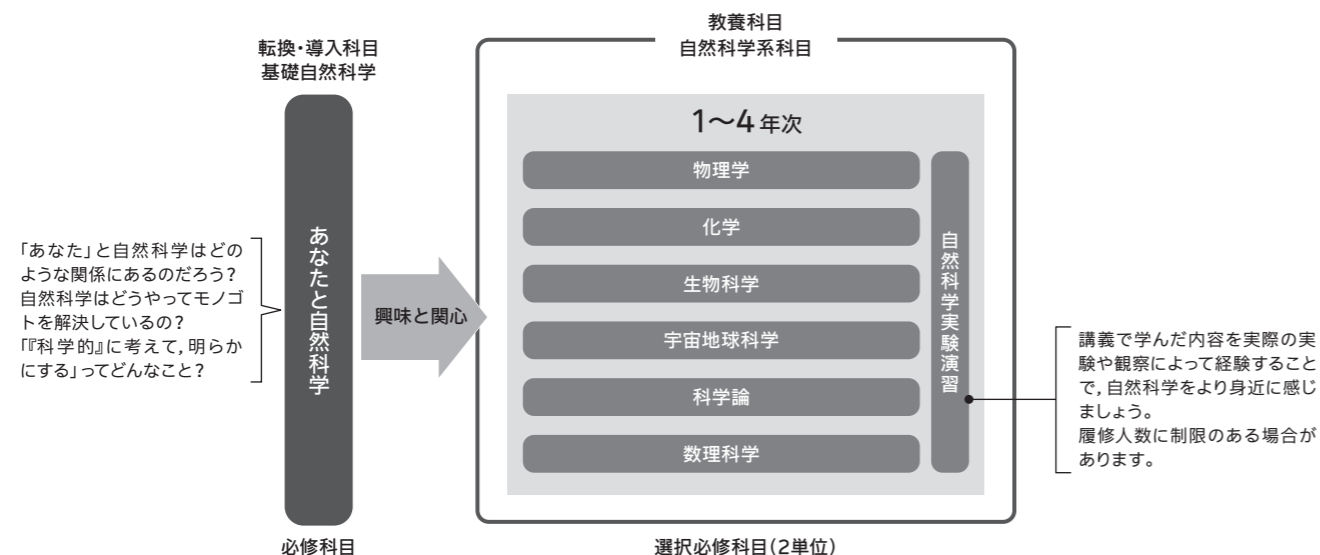 転換・導入科目
基礎自然科学
あなたと自然科学
必修科目
「あなた」と自然科学はどの
ような関係にあるのだろう?
自然科学はどうやってモノゴ
トを解決しているの?
「『科学的』に考えて,明らか
にする」ってどんなこと?
興味と関心
教養科目
自然科学系科目
1〜4年次
物理学
化学
生物科学
宇宙地球科学
科学論
数理科学
自然科学実験演習
選択必修科目(2単位)
講義で学んだ内容を実際の実
験や観察によって経験すること
で,自然科学をより身近に感じ
ましょう。
履修人数に制限のある場合が
あります。